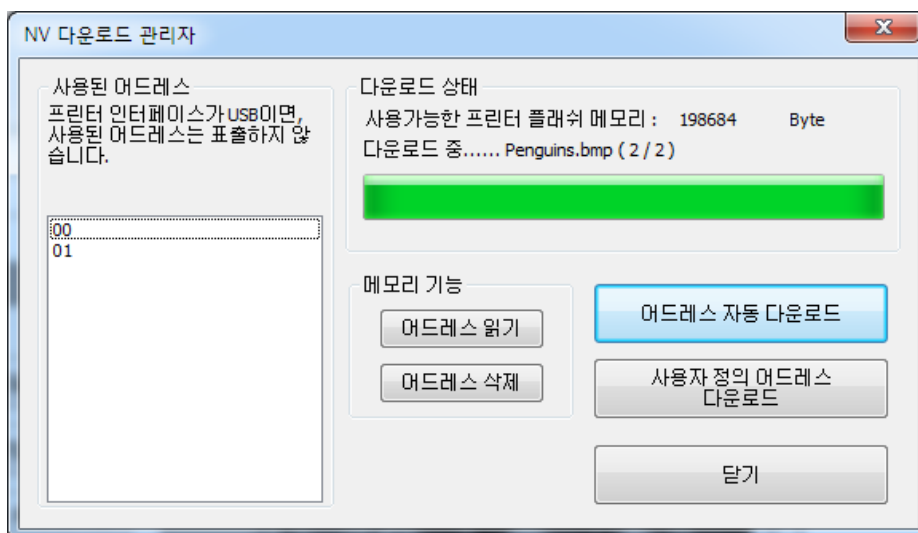 NV 다운로드 관리자
사용된 어드레스
프린터 인터페이스가 USB이면,
사용된 어드레스는 표출하지 않
습니다.
00
01
다운로드 상태
사용가능한 프린터 플래쉬 메모리 : 198684 Byte
다운로드 중...... Penguins.bmp ( 2 / 2 )
메모리 기능
어드레스 읽기
어드레스 삭제
어드레스 자동 다운로드
사용자 정의 어드레스
다운로드
닫기